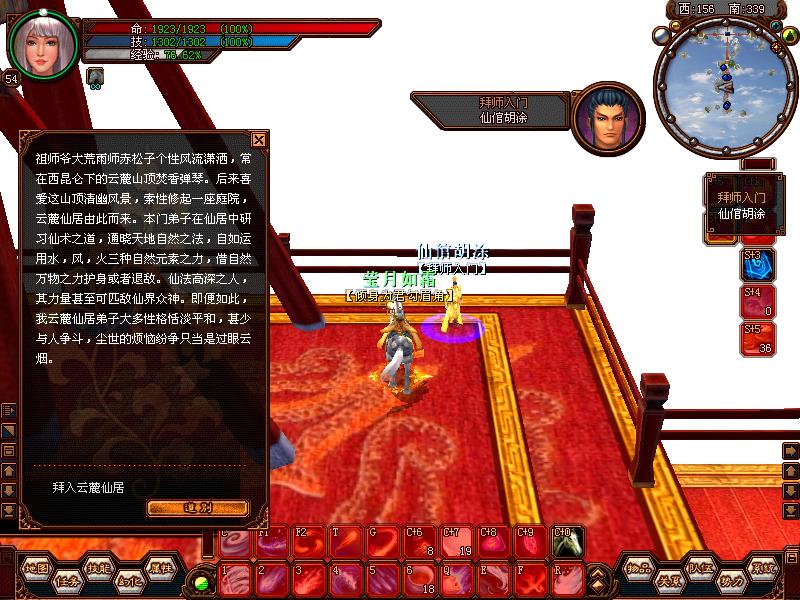 命: 1923/1923 (100%)
技: 1302/1302 (100%)
经验: 76.62%
54
西:156 南:339
拜师入门
仙倌胡涂
拜师入门
仙倌胡涂
S+3
S+4
0
S+5
36
祖师爷大荒雨师赤松子个性风流潇洒，常
在西昆仑下的云麓山顶焚香弹琴。后来喜
爱这山顶清幽风景，索性修起一座庭院，
云麓仙居由此而来。本门弟子在仙居中研
习仙术之道，通晓天地自然之法，自如运
用水，风，火三种自然元素之力，借自然
万物之力护身或者退敌。仙法高深之人，
其力量甚至可匹敌仙界众神。即便如此，
我云麓仙居弟子大多性格恬淡平和，甚少
与人争斗，尘世的烦恼纷争只当是过眼云
烟。
拜入云麓仙居
道别
仙倌胡涂
【拜师入门】
莹月如霜
【倾身为君勾眉角】
F1 F2 T G C+6 8 C+7 19 C+8 C+9 C+0
1 2 3 4 5 6 18 Q E F R
地图 任务 技能 幻化 属性
物品 关系 队伍 势力 系统